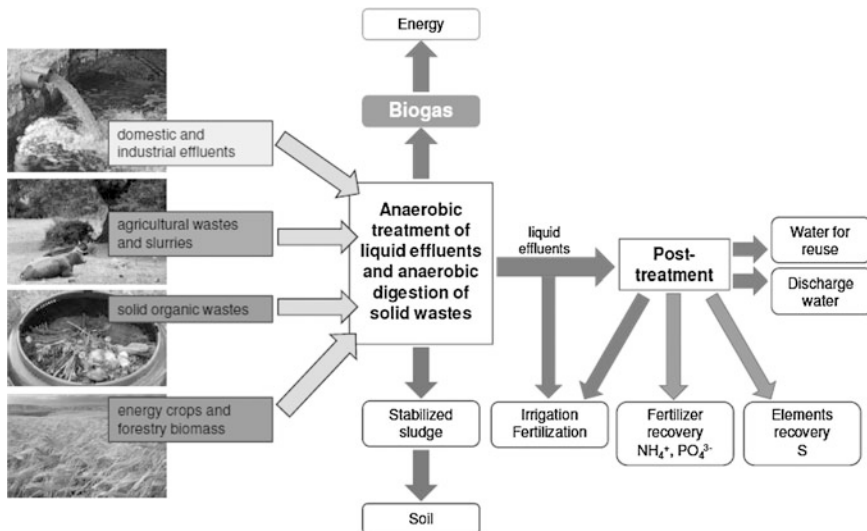 Energy
Biogas
domestic and
industrial effluents
agricultural wastes
and slurries
solid organic wastes
energy crops and
forestry biomass
Anaerobic
treatment of
liquid effluents
and anaerobic
digestion of
solid wastes
liquid
effluents
Post-
treatment
Water for
reuse
Discharge
water
Stabilized
sludge
Soil
Irrigation
Fertilization
Fertilizer
recovery
NH₄⁺, PO₄³⁻
Elements
recovery
S